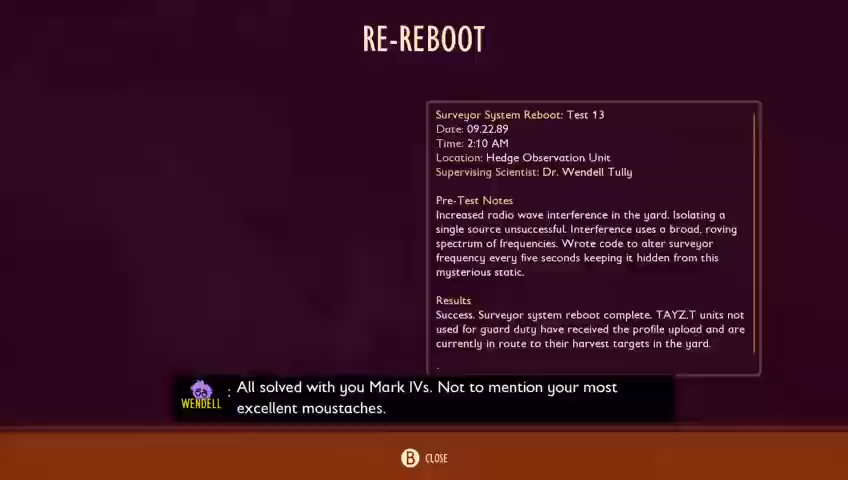 RE-REBOOT
Surveyor System Reboot: Test 13
Date: 09.22.89
Time: 2:10 AM
Location: Hedge Observation Unit
Supervising Scientist: Dr. Wendell Tully
Pre-Test Notes
Increased radio wave interference in the yard. Isolating a
single source unsuccessful. Interference uses a broad, roving
spectrum of frequencies. Wrote code to alter surveyor
frequency every five seconds keeping it hidden from this
mysterious static.
Results
Success. Surveyor system reboot complete. TAYZ.T units not
used for guard duty have received the profile upload and are
currently in route to their harvest targets in the yard.
WENDELL : All solved with you Mark IVs. Not to mention your most
excellent moustaches.
B CLOSE